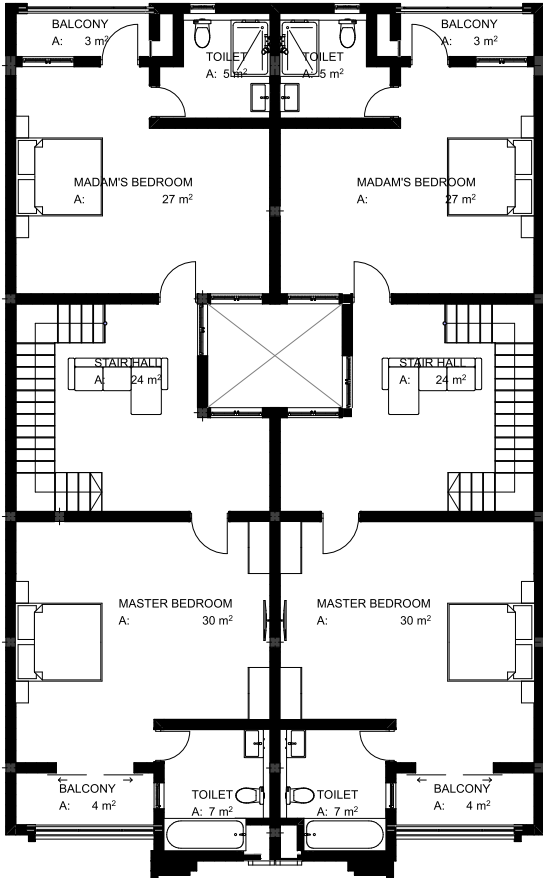 BALCONY
A: 3 m²
TOILET
A: 5 m²
TOILET
A: 5 m²
BALCONY
A: 3 m²
MADAM'S BEDROOM
A: 27 m²
MADAM'S BEDROOM
A: 27 m²
STAIR HALL
A: 24 m²
STAIR HALL
A: 24 m²
MASTER BEDROOM
A: 30 m²
MASTER BEDROOM
A: 30 m²
BALCONY
A: 4 m²
TOILET
A: 7 m²
TOILET
A: 7 m²
BALCONY
A: 4 m²